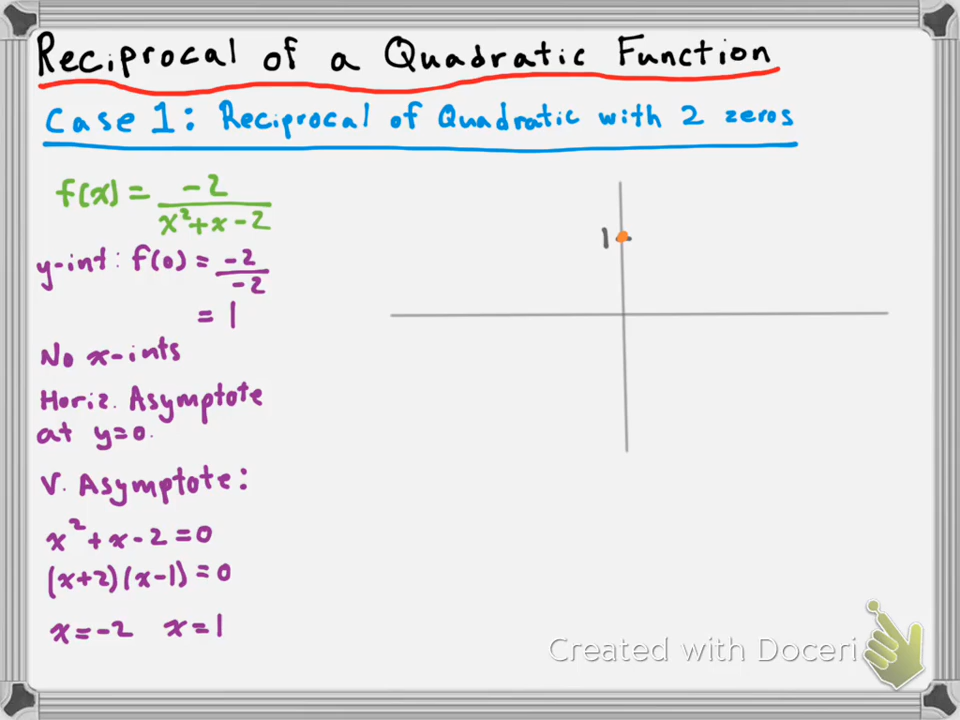 Reciprocal of a Quadratic Function
Case 1: Reciprocal of Quadratic with 2 zeros
f(x) = -2 / x²+x-2
y-int: f(0) = -2 / -2
= 1
No x-ints
Horiz. Asymptote
at y=0.
V. Asymptote:
x²+x-2=0
(x+2)(x-1)=0
x=-2 x=1
1
Created with Doceri